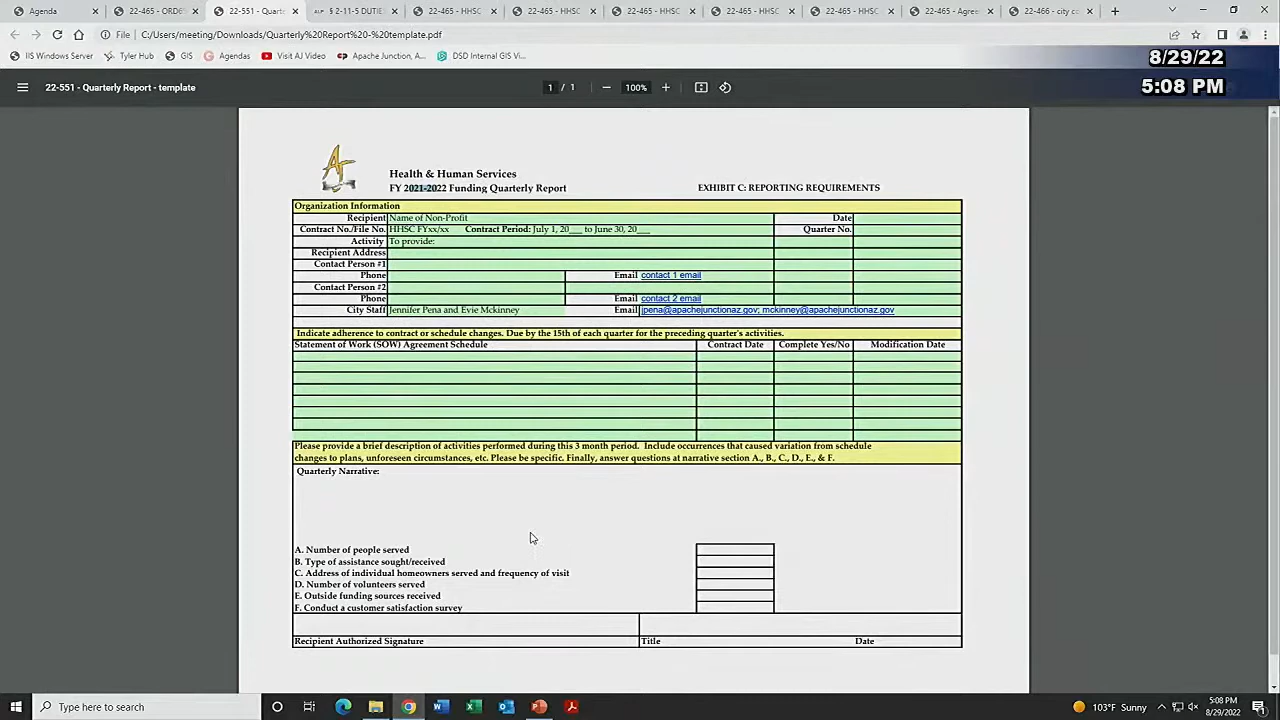 Agenda
22-465 - ORDI
22-551 - Quarte
§ 2-11-5 DUTIE
22-465 - HHSC
22-465 - HHSC
22-465 - HHSC
22-465 - HHSC
22-465 - HHSC
22-465 - Agree
22-466 - city co
File C:/Users/meeting/Downloads/Quarterly%20Report%20-%20template.pdf
IIS Windows Server
Tyler Hub
GIS
Agendas
Visit AJ Video
Apache Junction, A...
DSD Internal GIS Vi...
8/29/22
5:08 PM
22-551 - Quarterly Report - template
1 / 1
100%
Health & Human Services
FY 2021-2022 Funding Quarterly Report
EXHIBIT C: REPORTING REQUIREMENTS
Organization Information
Recipient Name of Non-Profit Date
Contract No./File No. HHSC FYxx/xx Contract Period: July 1, 20___ to June 30, 20___ Quarter No.
Activity To provide:
Recipient Address
Contact Person #1
Phone Email contact 1 email
Contact Person #2
Phone Email contact 2 email
City Staff Jennifer Pena and Evie Mckinney Email jpena@apachejunctionaz.gov; mckinney@apachejunctionaz.gov
Indicate adherence to contract or schedule changes. Due by the 15th of each quarter for the preceding quarter's activities.
Statement of Work (SOW) Agreement Schedule Contract Date Complete Yes/No Modification Date
Please provide a brief description of activities performed during this 3 month period. Include occurrences that caused variation from schedule
changes to plans, unforeseen circumstances, etc. Please be specific. Finally, answer questions at narrative section A., B., C., D., E., & F.
Quarterly Narrative:
A. Number of people served
B. Type of assistance sought/received
C. Address of individual homeowners served and frequency of visit
D. Number of volunteers served
E. Outside funding sources received
F. Conduct a customer satisfaction survey
Recipient Authorized Signature Title Date
Type here to search
103°F Sunny
5:08 PM
8/29/2022